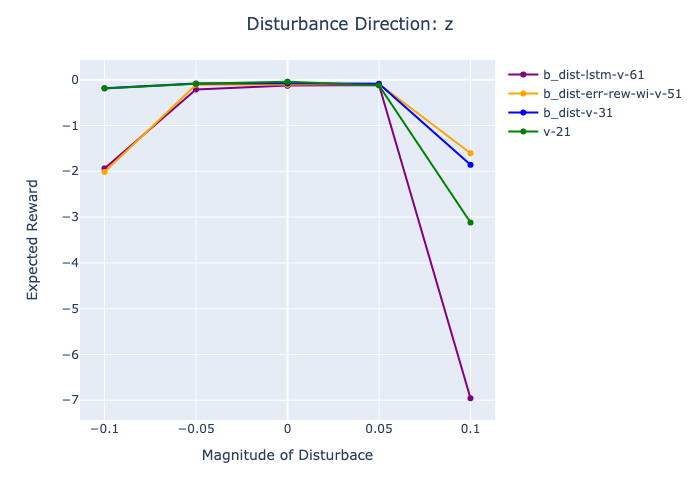 Disturbance Direction: z
b_dist-lstm-v-61
b_dist-err-rew-wi-v-51
b_dist-v-31
v-21
Expected Reward
0
−1
−2
−3
−4
−5
−6
−7
−0.1
−0.05
0
0.05
0.1
Magnitude of Disturbace